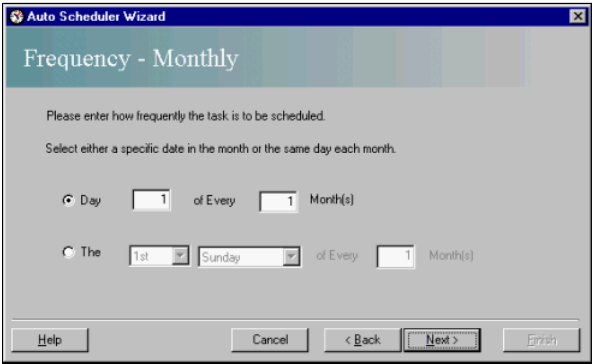 Auto Scheduler Wizard
Frequency - Monthly
Please enter how frequently the task is to be scheduled.
Select either a specific date in the month or the same day each month.
Day 1 of Every 1 Month(s)
The 1st Sunday of Every 1 Month(s)
Help Cancel < Back Next > Finish